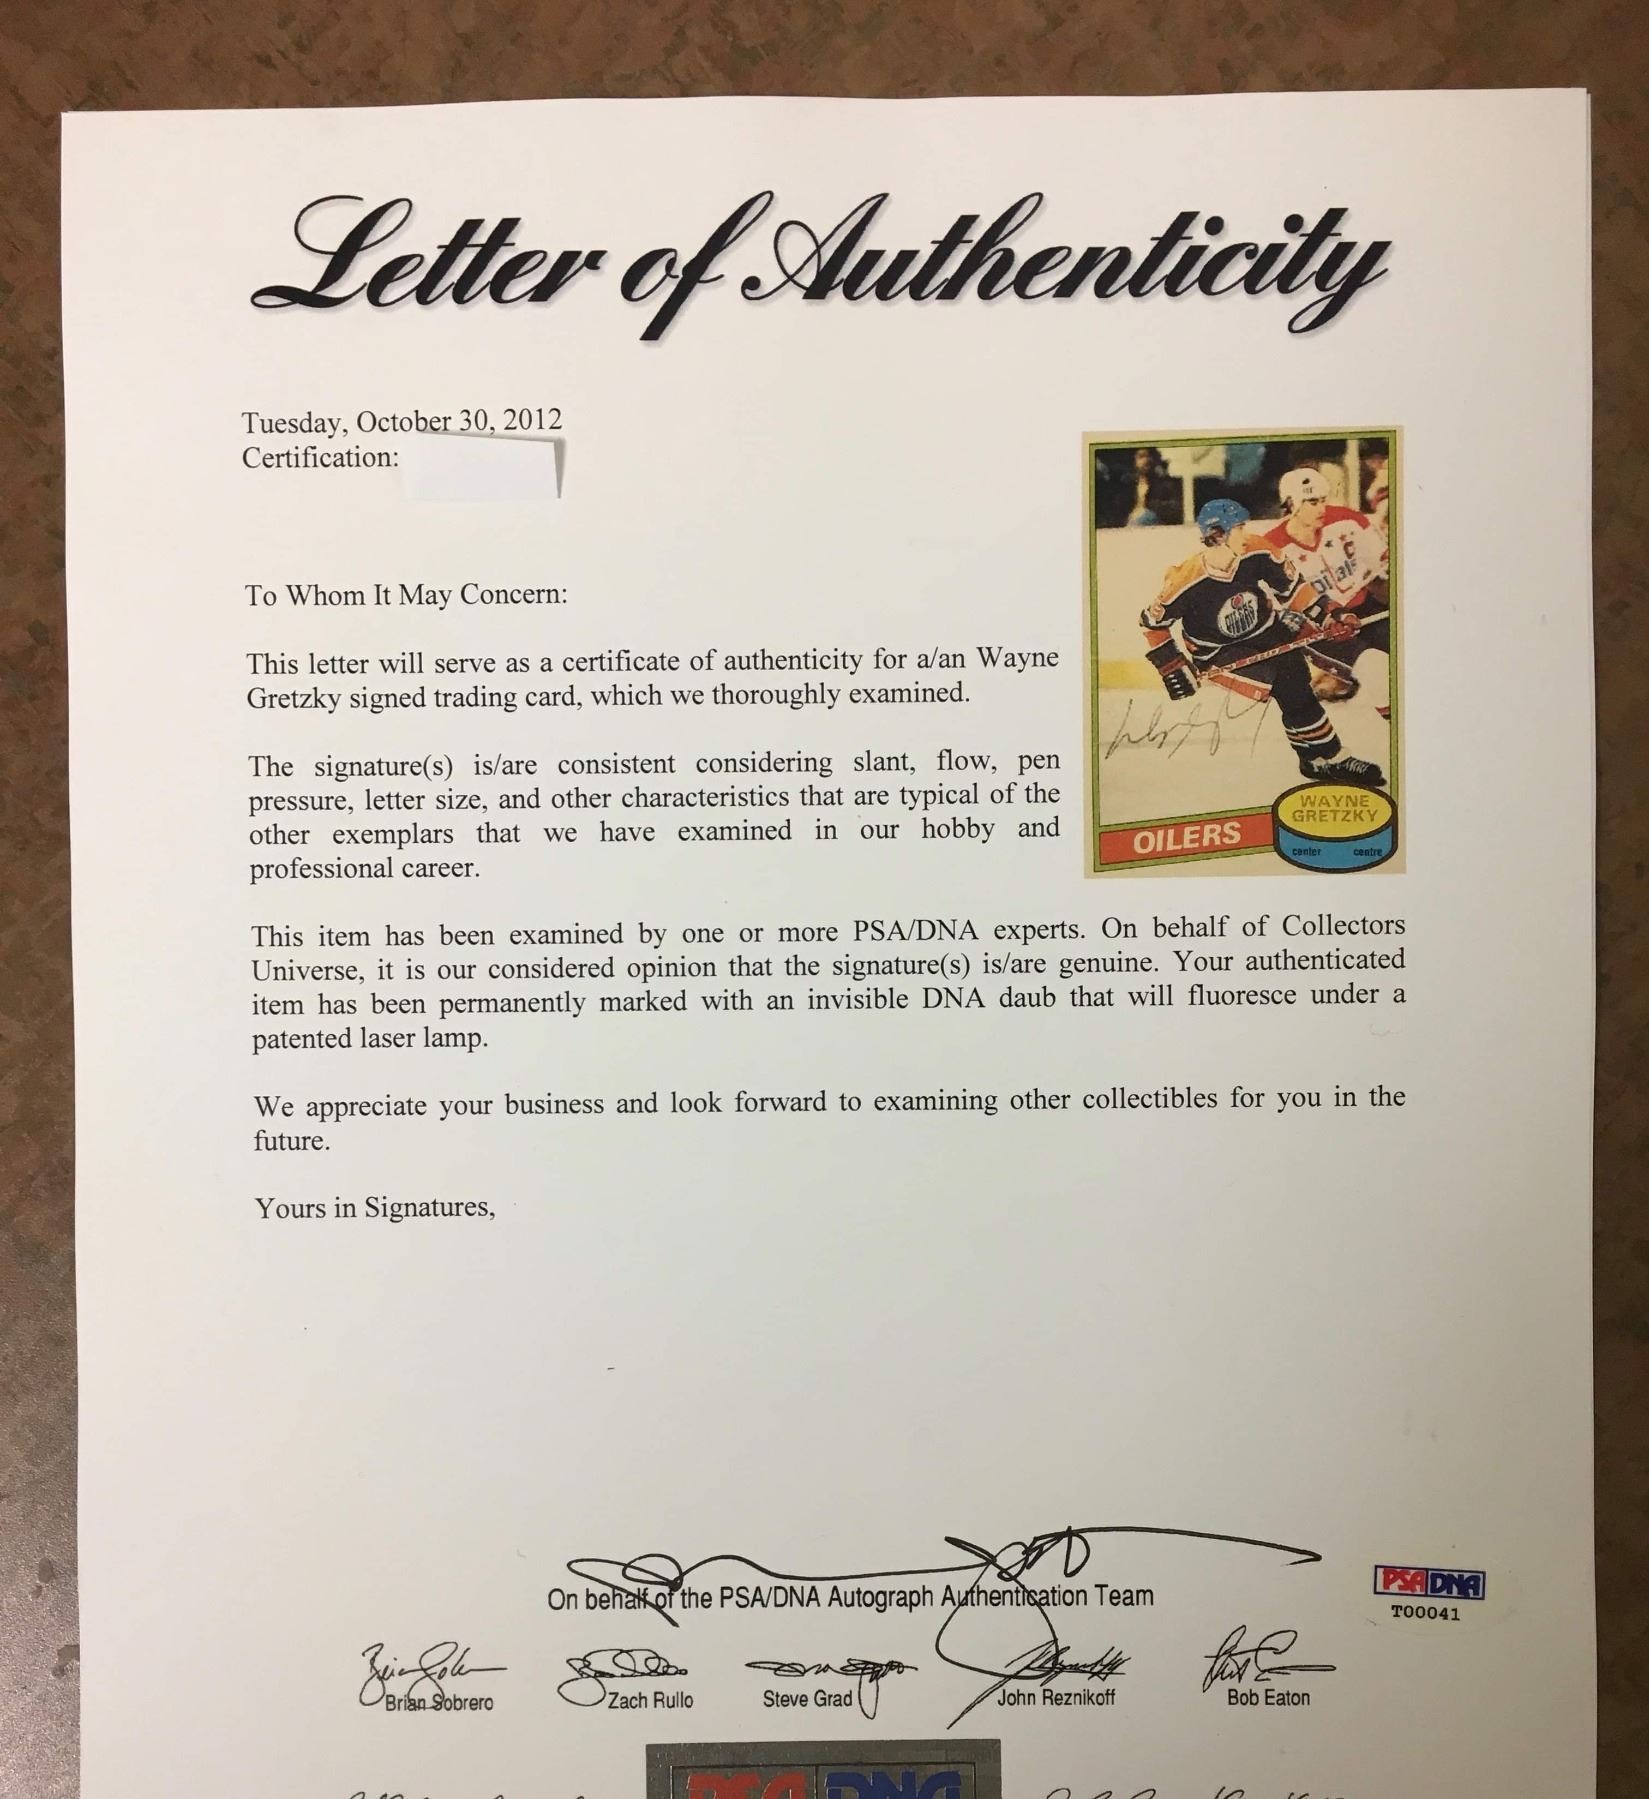 Letter of Authenticity
Tuesday, October 30, 2012
Certification:
To Whom It May Concern:
This letter will serve as a certificate of authenticity for a/an Wayne
Gretzky signed trading card, which we thoroughly examined.
The signature(s) is/are consistent considering slant, flow, pen
pressure, letter size, and other characteristics that are typical of the
other exemplars that we have examined in our hobby and
professional career.
OILERS
WAYNE
GRETZKY
center centre
This item has been examined by one or more PSA/DNA experts. On behalf of Collectors
Universe, it is our considered opinion that the signature(s) is/are genuine. Your authenticated
item has been permanently marked with an invisible DNA daub that will fluoresce under a
patented laser lamp.
We appreciate your business and look forward to examining other collectibles for you in the
future.
Yours in Signatures,
On behalf of the PSA/DNA Autograph Authentication Team
PSA DNA
T00041
Brian Sobrero Zach Rullo Steve Grad John Reznikoff Bob Eaton
PSA DNA